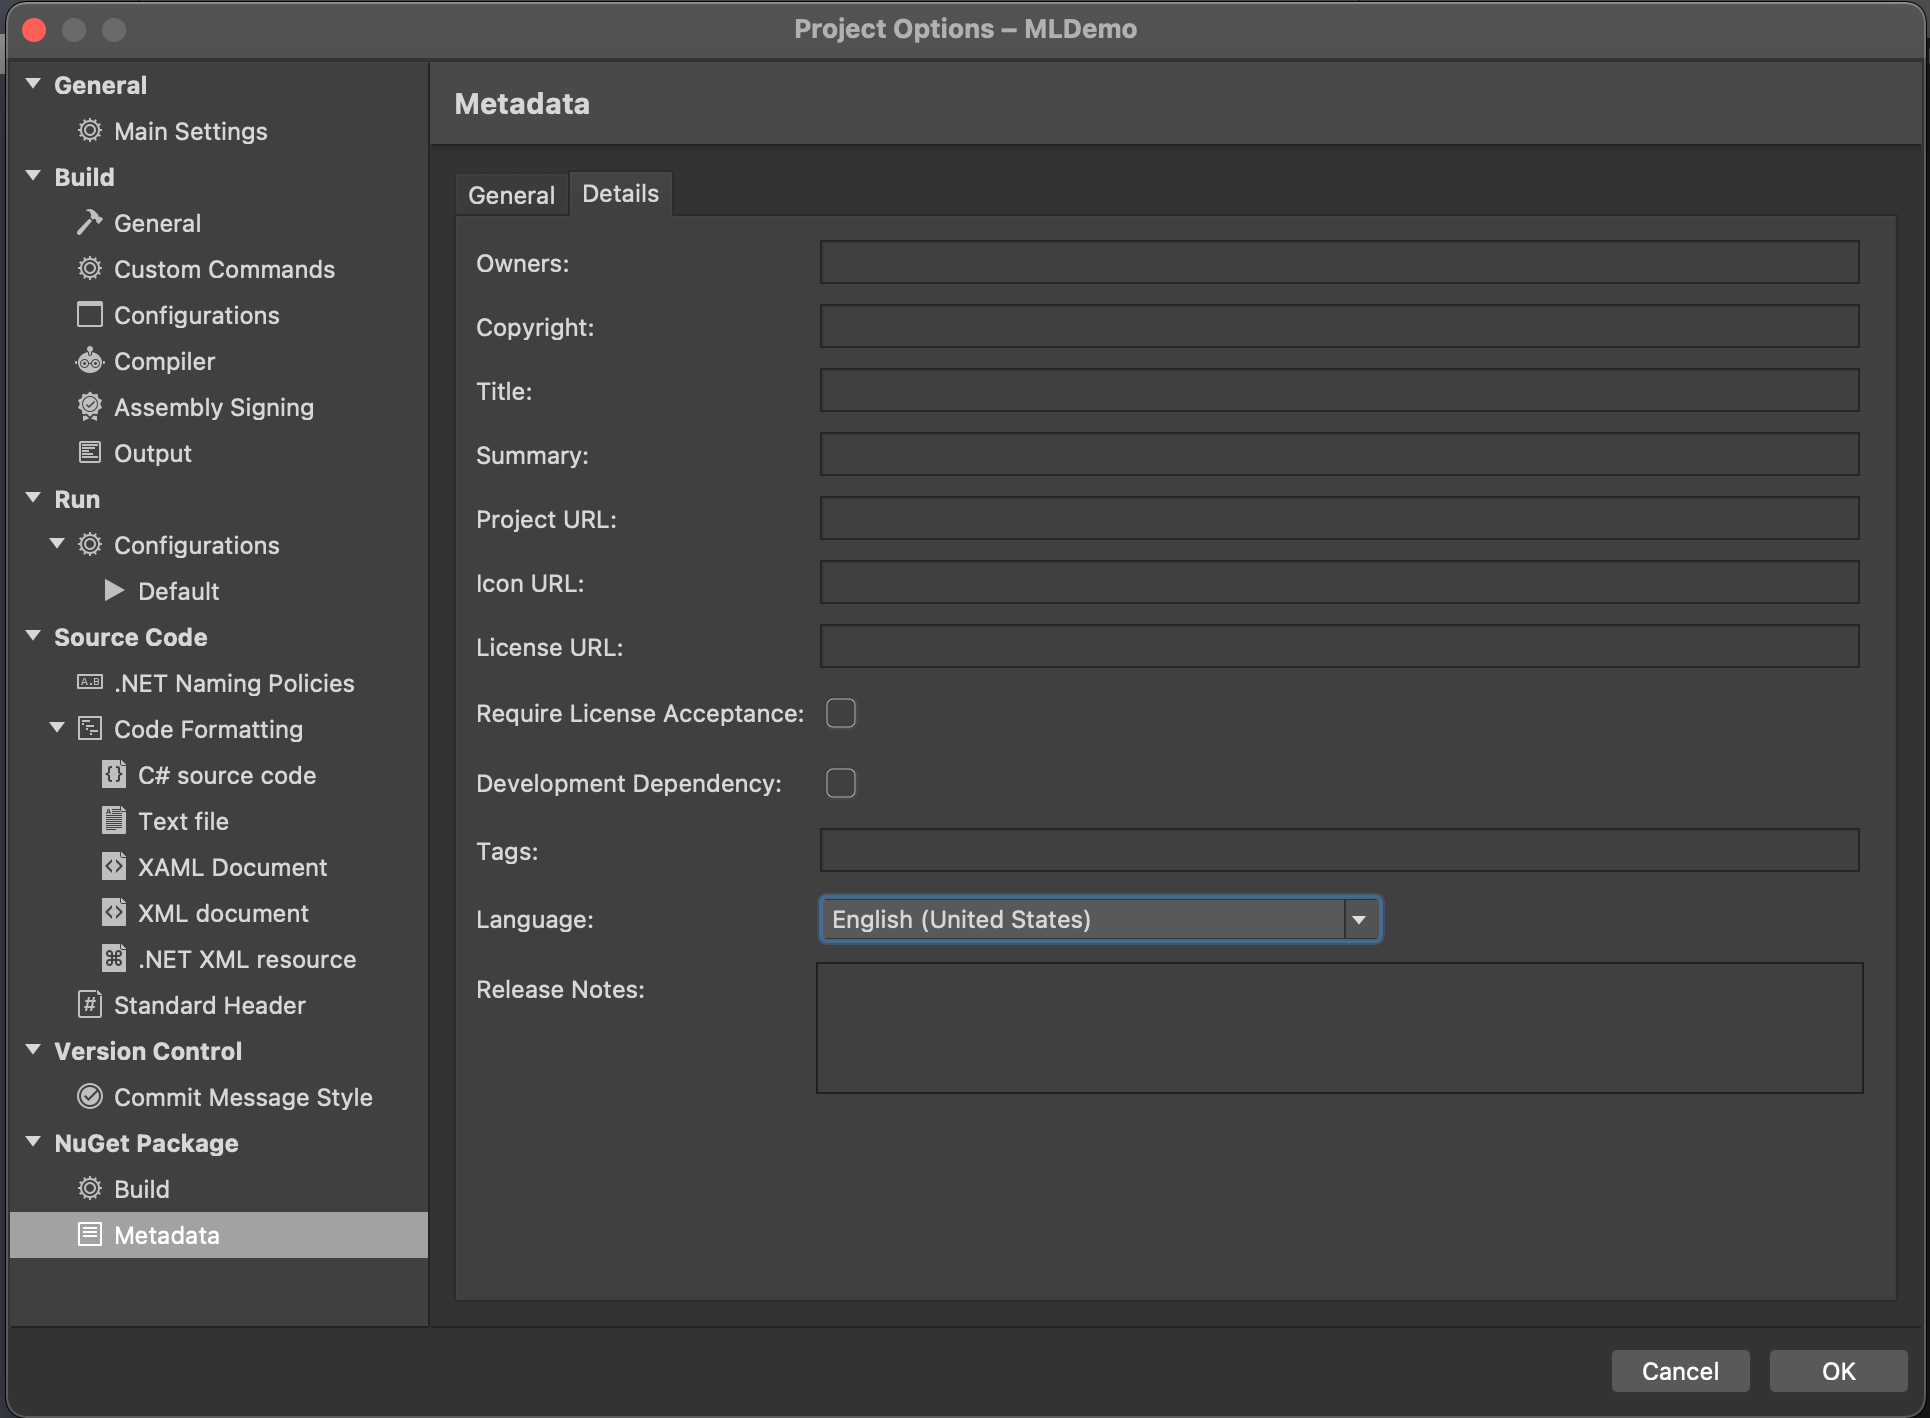 Project Options – MLDemo
General
Main Settings
Build
General
Custom Commands
Configurations
Compiler
Assembly Signing
Output
Run
Configurations
Default
Source Code
.NET Naming Policies
Code Formatting
C# source code
Text file
XAML Document
XML document
.NET XML resource
Standard Header
Version Control
Commit Message Style
NuGet Package
Build
Metadata
Metadata
General Details
Owners:
Copyright:
Title:
Summary:
Project URL:
Icon URL:
License URL:
Require License Acceptance:
Development Dependency:
Tags:
Language: English (United States)
Release Notes:
Cancel OK